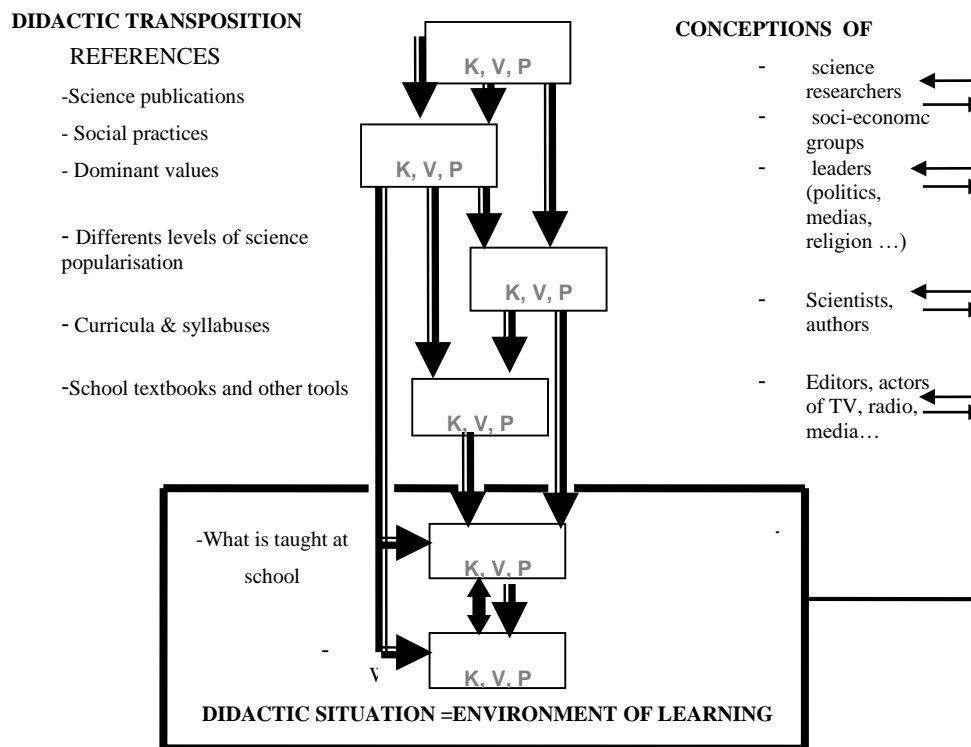 DIDACTIC TRANSPOSITION
REFERENCES
-Science publications
- Social practices
- Dominant values
- Differents levels of science
popularisation
- Curricula & syllabuses
-School textbooks and other tools
K, V, P
K, V, P
K, V, P
K, V, P
CONCEPTIONS OF
- science
researchers
- soci-economc
groups
- leaders
(politics,
medias,
religion …)
- Scientists,
authors
- Editors, actors
of TV, radio,
media…
-What is taught at
school
K, V, P
-
-
K, V, P
DIDACTIC SITUATION =ENVIRONMENT OF LEARNING